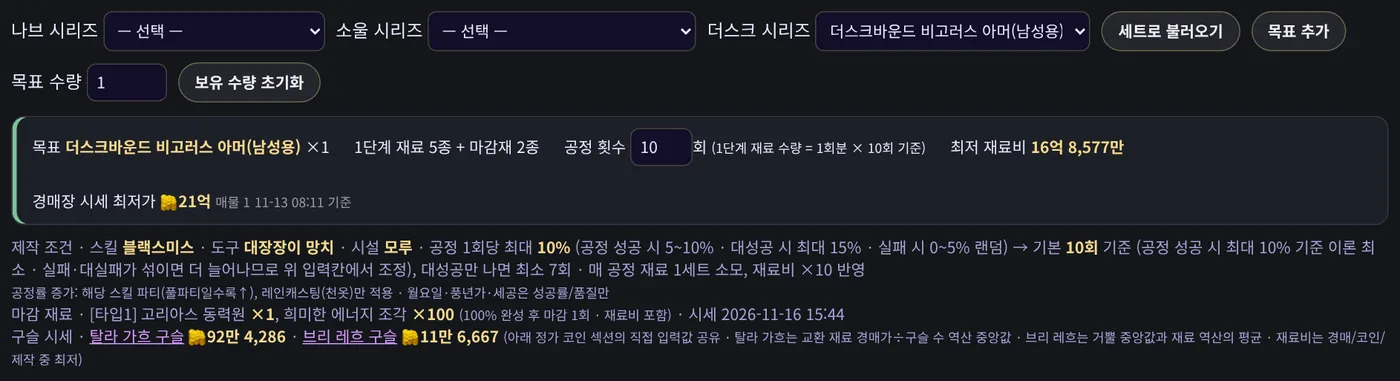 나브 시리즈 — 선택 — 소울 시리즈 — 선택 — 더스크 시리즈 더스크바운드 비고러스 아머(남성용) 세트로 불러오기 목표 추가
목표 수량 1 보유 수량 초기화
목표 더스크바운드 비고러스 아머(남성용) ×1 1단계 재료 5종 + 마감재 2종 공정 횟수 10 회 (1단계 재료 수량 = 1회분 × 10회 기준) 최저 재료비 16억 8,577만
경매장 시세 최저가 21억 매물 1 11-13 08:11 기준
제작 조건 · 스킬 블랙스미스 · 도구 대장장이 망치 · 시설 모루 · 공정 1회당 최대 10% (공정 성공 시 5~10% · 대성공 시 최대 15% · 실패 시 0~5% 랜덤) → 기본 10회 기준 (공정 성공 시 최대 10% 기준 이론 최
소 · 실패·대실패가 섞이면 더 늘어나므로 위 입력칸에서 조정), 대성공만 나면 최소 7회 · 매 공정 재료 1세트 소모, 재료비 ×10 반영
공정률 증가: 해당 스킬 파티(풀파티일수록↑), 레인캐스팅(천옷)만 적용 · 월요일·풍년가·세공은 성공률/품질만
마감 재료 · [타입1] 고리아스 동력원 ×1, 희미한 에너지 조각 ×100 (100% 완성 후 마감 1회 · 재료비 포함) · 시세 2026-11-16 15:44
구슬 시세 · 탈라 가흐 구슬 92만 4,286 · 브리 레흐 구슬 11만 6,667 (아래 정가 코인 섹션의 직접 입력값 공유 · 탈라 가흐는 교환 재료 경매가÷구슬 수 역산 중앙값 · 브리 레흐는 거뿔 중앙값과 재료 역산의 평균 · 재료비는 경매/코인/
제작 중 최저)